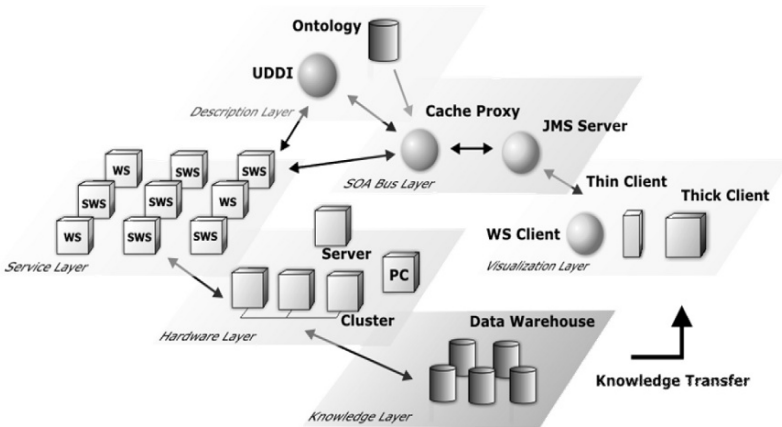 Ontology
UDDI
Description Layer
Cache Proxy
JMS Server
SOA Bus Layer
WS
SWS
SWS
SWS
SWS
WS
WS
SWS
SWS
Service Layer
Thin Client
Thick Client
WS Client
Visualization Layer
Server
PC
Cluster
Hardware Layer
Data Warehouse
Knowledge Layer
Knowledge Transfer